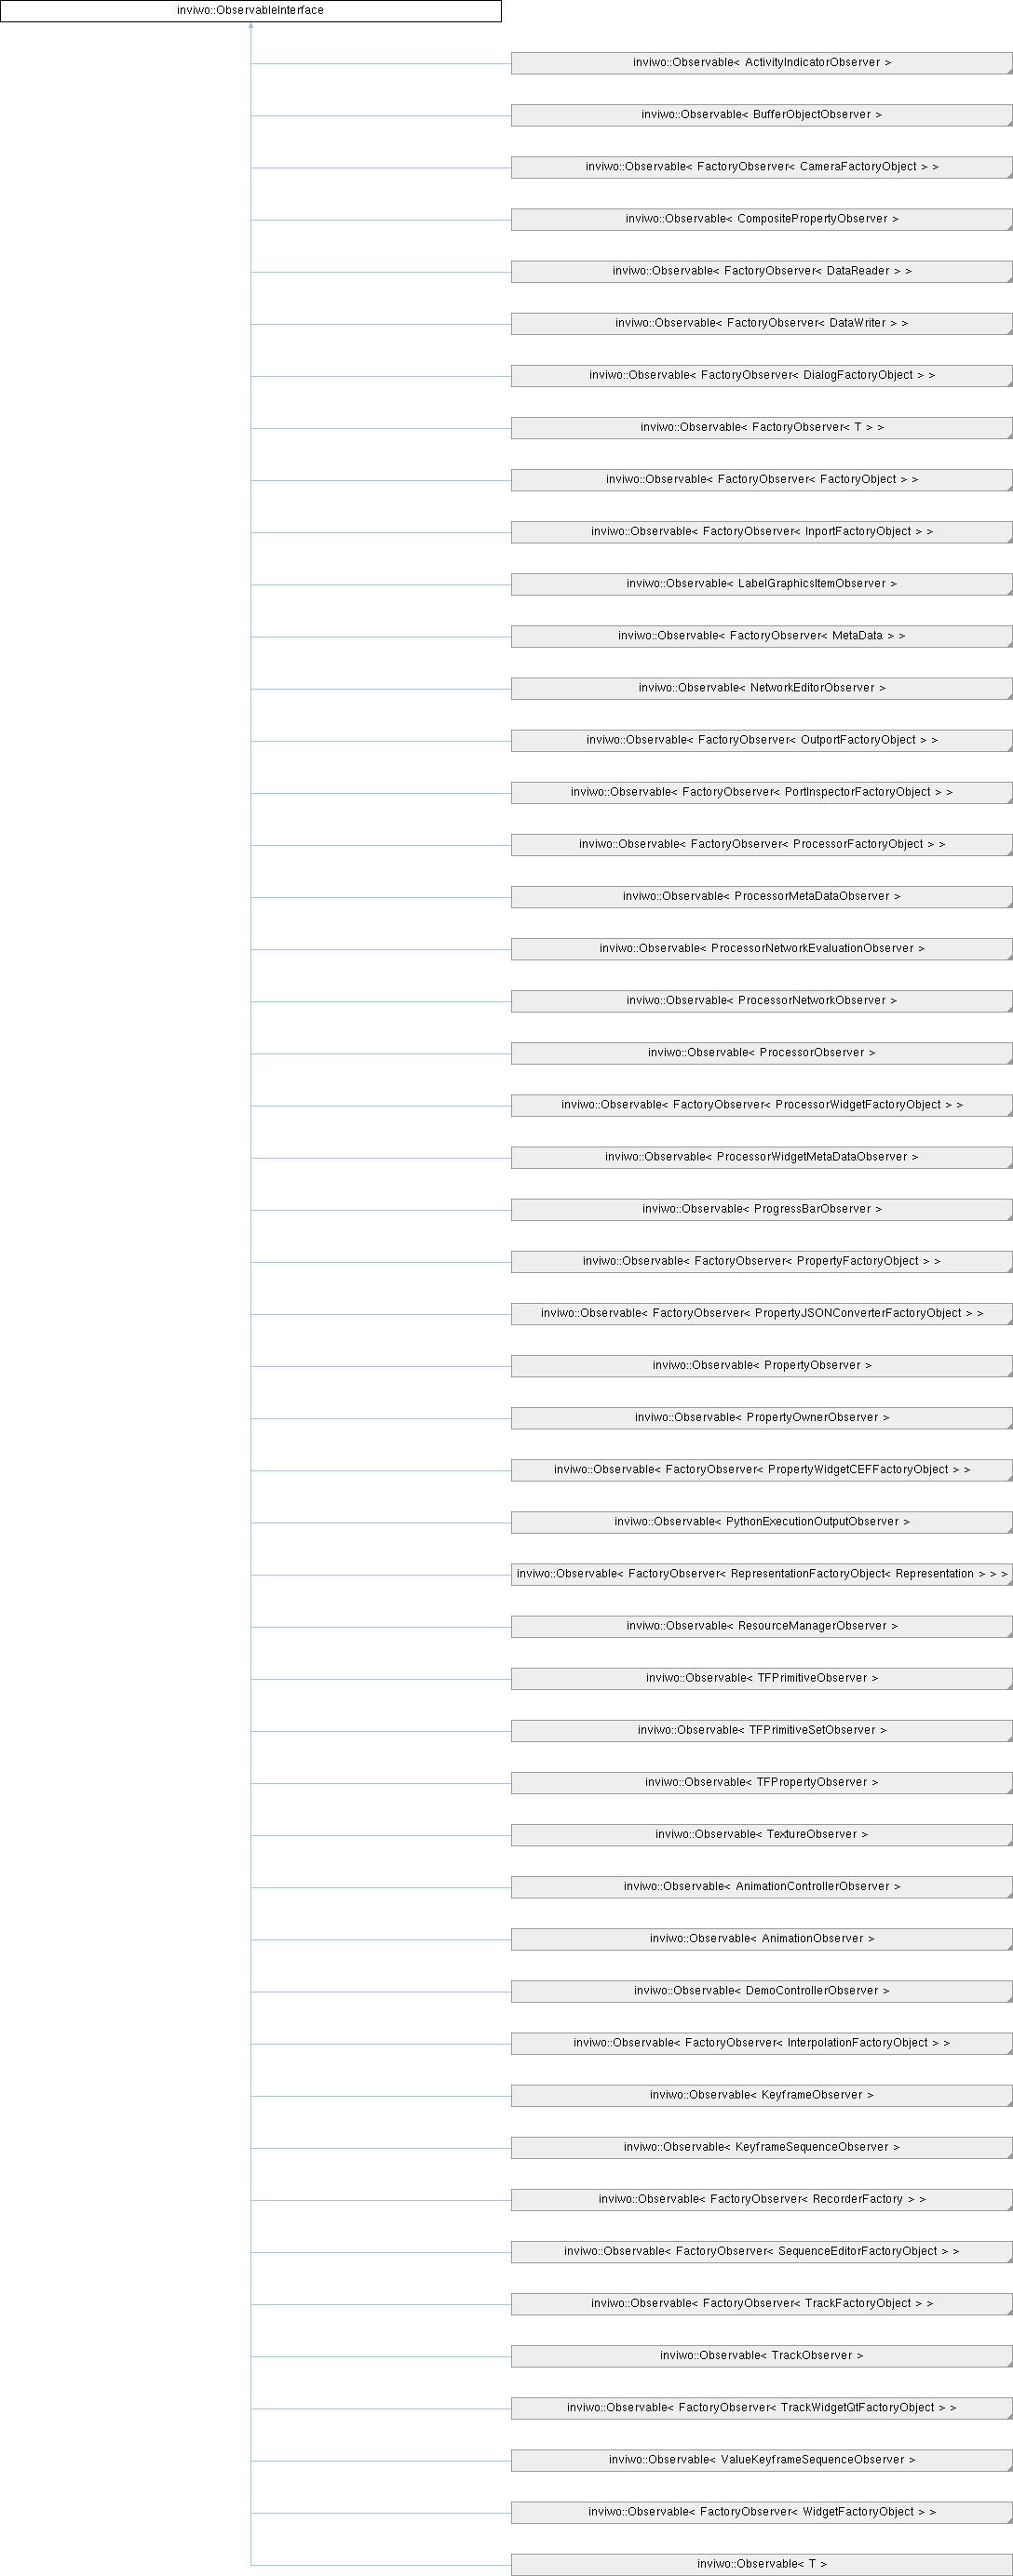 inviwo::ObservableInterface
inviwo::Observable< ActivityIndicatorObserver >
inviwo::Observable< BufferObjectObserver >
inviwo::Observable< FactoryObserver< CameraFactoryObject > >
inviwo::Observable< CompositePropertyObserver >
inviwo::Observable< FactoryObserver< DataReader > >
inviwo::Observable< FactoryObserver< DataWriter > >
inviwo::Observable< FactoryObserver< DialogFactoryObject > >
inviwo::Observable< FactoryObserver< T > >
inviwo::Observable< FactoryObserver< FactoryObject > >
inviwo::Observable< FactoryObserver< InportFactoryObject > >
inviwo::Observable< LabelGraphicsItemObserver >
inviwo::Observable< FactoryObserver< MetaData > >
inviwo::Observable< NetworkEditorObserver >
inviwo::Observable< FactoryObserver< OutportFactoryObject > >
inviwo::Observable< FactoryObserver< PortInspectorFactoryObject > >
inviwo::Observable< FactoryObserver< ProcessorFactoryObject > >
inviwo::Observable< ProcessorMetaDataObserver >
inviwo::Observable< ProcessorNetworkEvaluationObserver >
inviwo::Observable< ProcessorNetworkObserver >
inviwo::Observable< ProcessorObserver >
inviwo::Observable< FactoryObserver< ProcessorWidgetFactoryObject > >
inviwo::Observable< ProcessorWidgetMetaDataObserver >
inviwo::Observable< ProgressBarObserver >
inviwo::Observable< FactoryObserver< PropertyFactoryObject > >
inviwo::Observable< FactoryObserver< PropertyJSONConverterFactoryObject > >
inviwo::Observable< PropertyObserver >
inviwo::Observable< PropertyOwnerObserver >
inviwo::Observable< FactoryObserver< PropertyWidgetCEFFactoryObject > >
inviwo::Observable< PythonExecutionOutputObserver >
inviwo::Observable< FactoryObserver< RepresentationFactoryObject< Representation > > >
inviwo::Observable< ResourceManagerObserver >
inviwo::Observable< TFPrimitiveObserver >
inviwo::Observable< TFPrimitiveSetObserver >
inviwo::Observable< TFPropertyObserver >
inviwo::Observable< TextureObserver >
inviwo::Observable< AnimationControllerObserver >
inviwo::Observable< AnimationObserver >
inviwo::Observable< DemoControllerObserver >
inviwo::Observable< FactoryObserver< InterpolationFactoryObject > >
inviwo::Observable< KeyframeObserver >
inviwo::Observable< KeyframeSequenceObserver >
inviwo::Observable< FactoryObserver< RecorderFactory > >
inviwo::Observable< FactoryObserver< SequenceEditorFactoryObject > >
inviwo::Observable< FactoryObserver< TrackFactoryObject > >
inviwo::Observable< TrackObserver >
inviwo::Observable< FactoryObserver< TrackWidgetQtFactoryObject > >
inviwo::Observable< ValueKeyframeSequenceObserver >
inviwo::Observable< FactoryObserver< WidgetFactoryObject > >
inviwo::Observable< T >